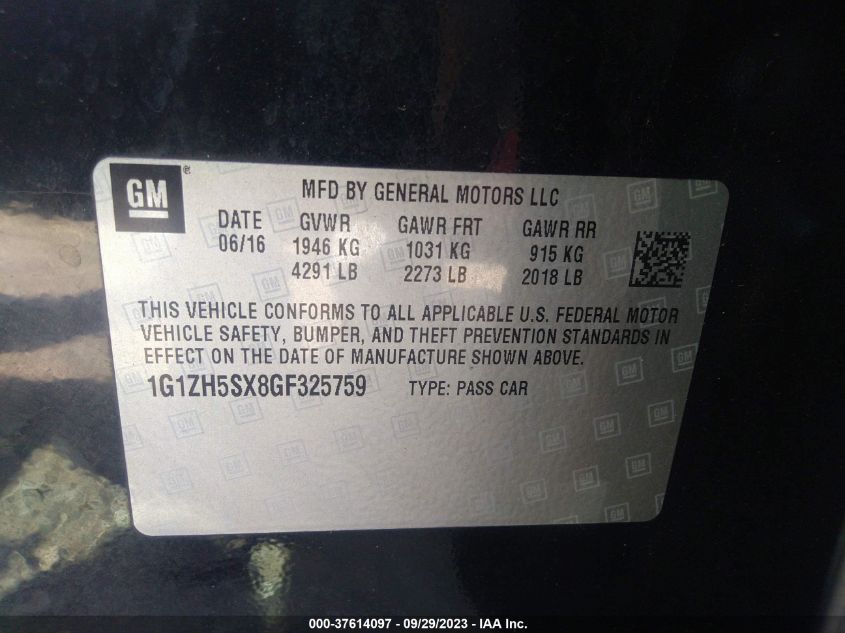 GM ®
MFD BY GENERAL MOTORS LLC
DATE GVWR GAWR FRT GAWR RR
06/16 1946 KG 1031 KG 915 KG
4291 LB 2273 LB 2018 LB
THIS VEHICLE CONFORMS TO ALL APPLICABLE U.S. FEDERAL MOTOR
VEHICLE SAFETY, BUMPER, AND THEFT PREVENTION STANDARDS IN
EFFECT ON THE DATE OF MANUFACTURE SHOWN ABOVE.
1G1ZH5SX8GF325759 TYPE: PASS CAR
000-37614097 - 09/29/2023 - IAA Inc.